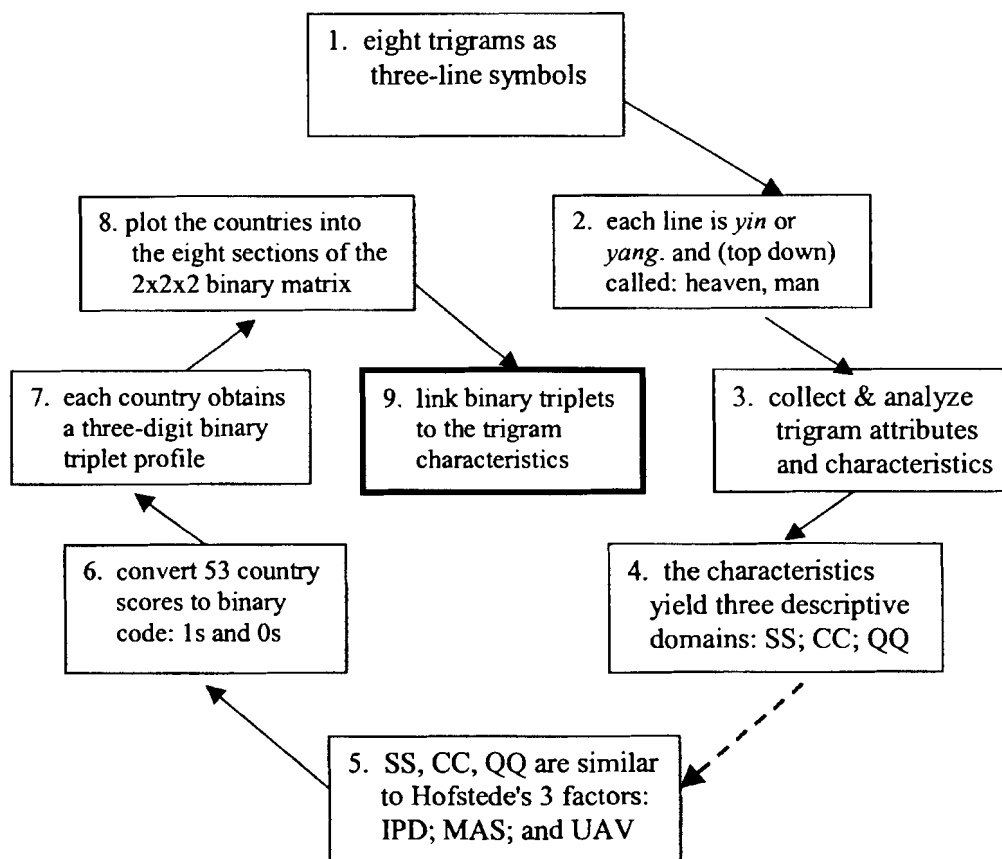 1. eight trigrams as
three-line symbols
2. each line is yin or
yang. and (top down)
called: heaven, man
3. collect & analyze
trigram attributes
and characteristics
4. the characteristics
yield three descriptive
domains: SS; CC; QQ
5. SS, CC, QQ are similar
to Hofstede's 3 factors:
IPD; MAS; and UAV
6. convert 53 country
scores to binary
code: 1s and 0s
7. each country obtains
a three-digit binary
triplet profile
8. plot the countries into
the eight sections of the
2x2x2 binary matrix
9. link binary triplets
to the trigram
characteristics